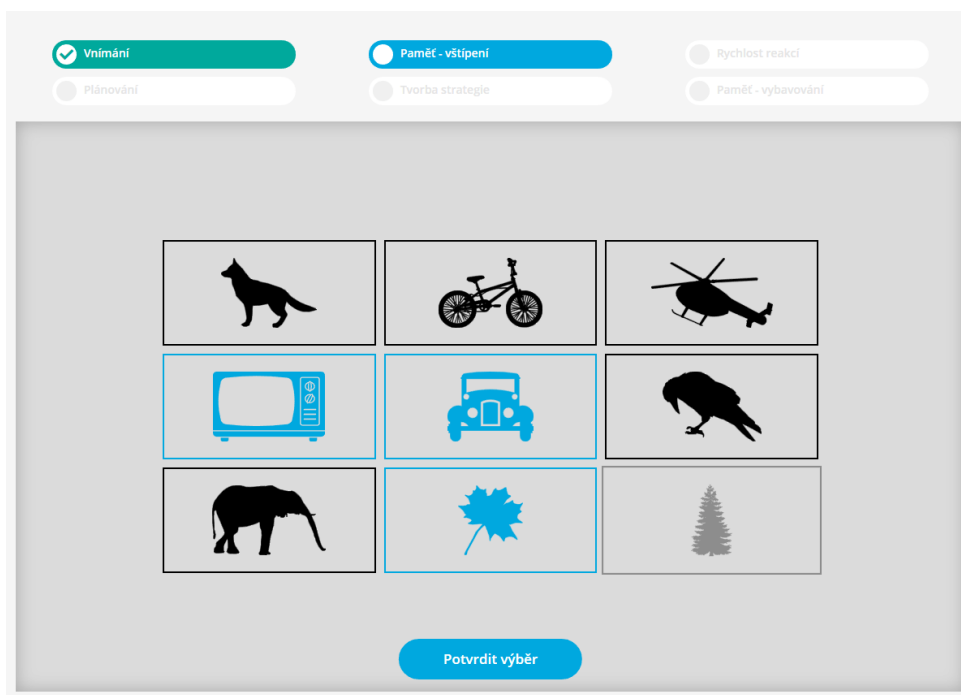 Vnímání
Paměť - vštípení
Rychlost reakcí
Plánování
Tvorba strategie
Paměť - vybavování
Potvrdit výběr